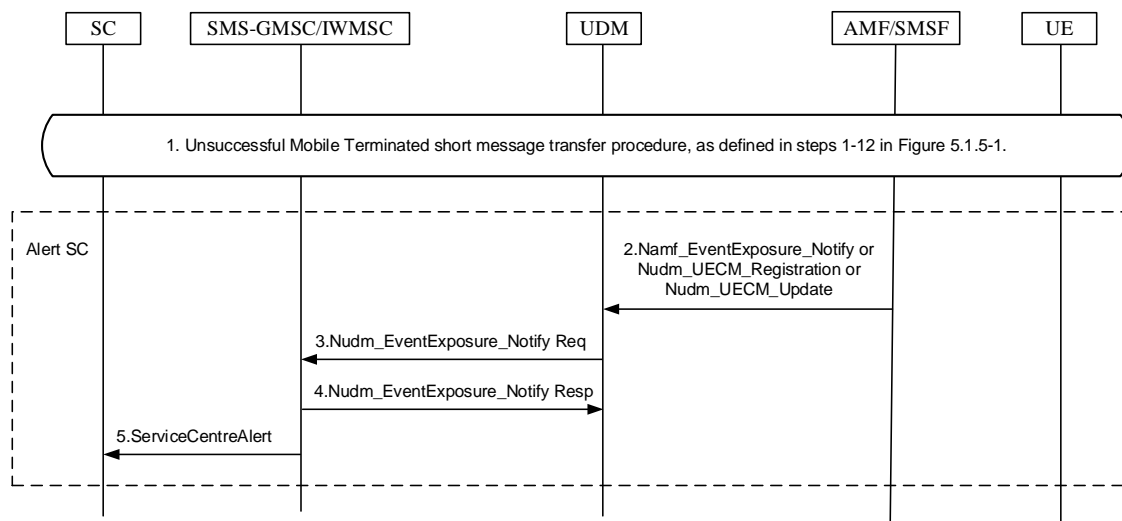 SC
SMS-GMSC/IWMSC
UDM
AMF/SMSF
UE
1. Unsuccessful Mobile Terminated short message transfer procedure, as defined in steps 1-12 in Figure 5.1.5-1.
Alert SC
2.Namf_EventExposure_Notify or
Nudm_UECM_Registration or
Nudm_UECM_Update
3.Nudm_EventExposure_Notify Req
4.Nudm_EventExposure_Notify Resp
5.ServiceCentreAlert